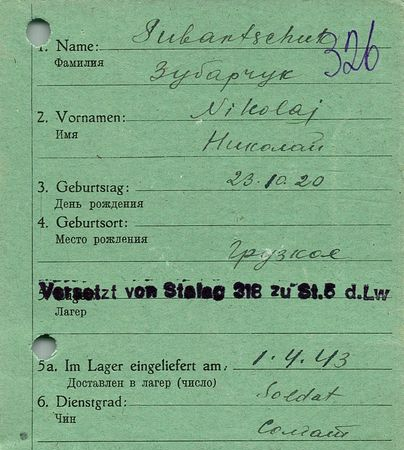 1. Name: Subartschuk
Фамилия
Зубарчук
326
2. Vornamen: Nikolaj
Имя
Николай
3. Geburtstag: 23.10.20
День рождения
4. Geburtsort:
Место рождения
Грузкое
Versetzt von Stalag 318 zu St.6 d.Lw
Лагер
5a. Im Lager eingeliefert am: 1.4.43
Доставлен в лагер (число)
6. Dienstgrad: Soldat
Чин
Солдат